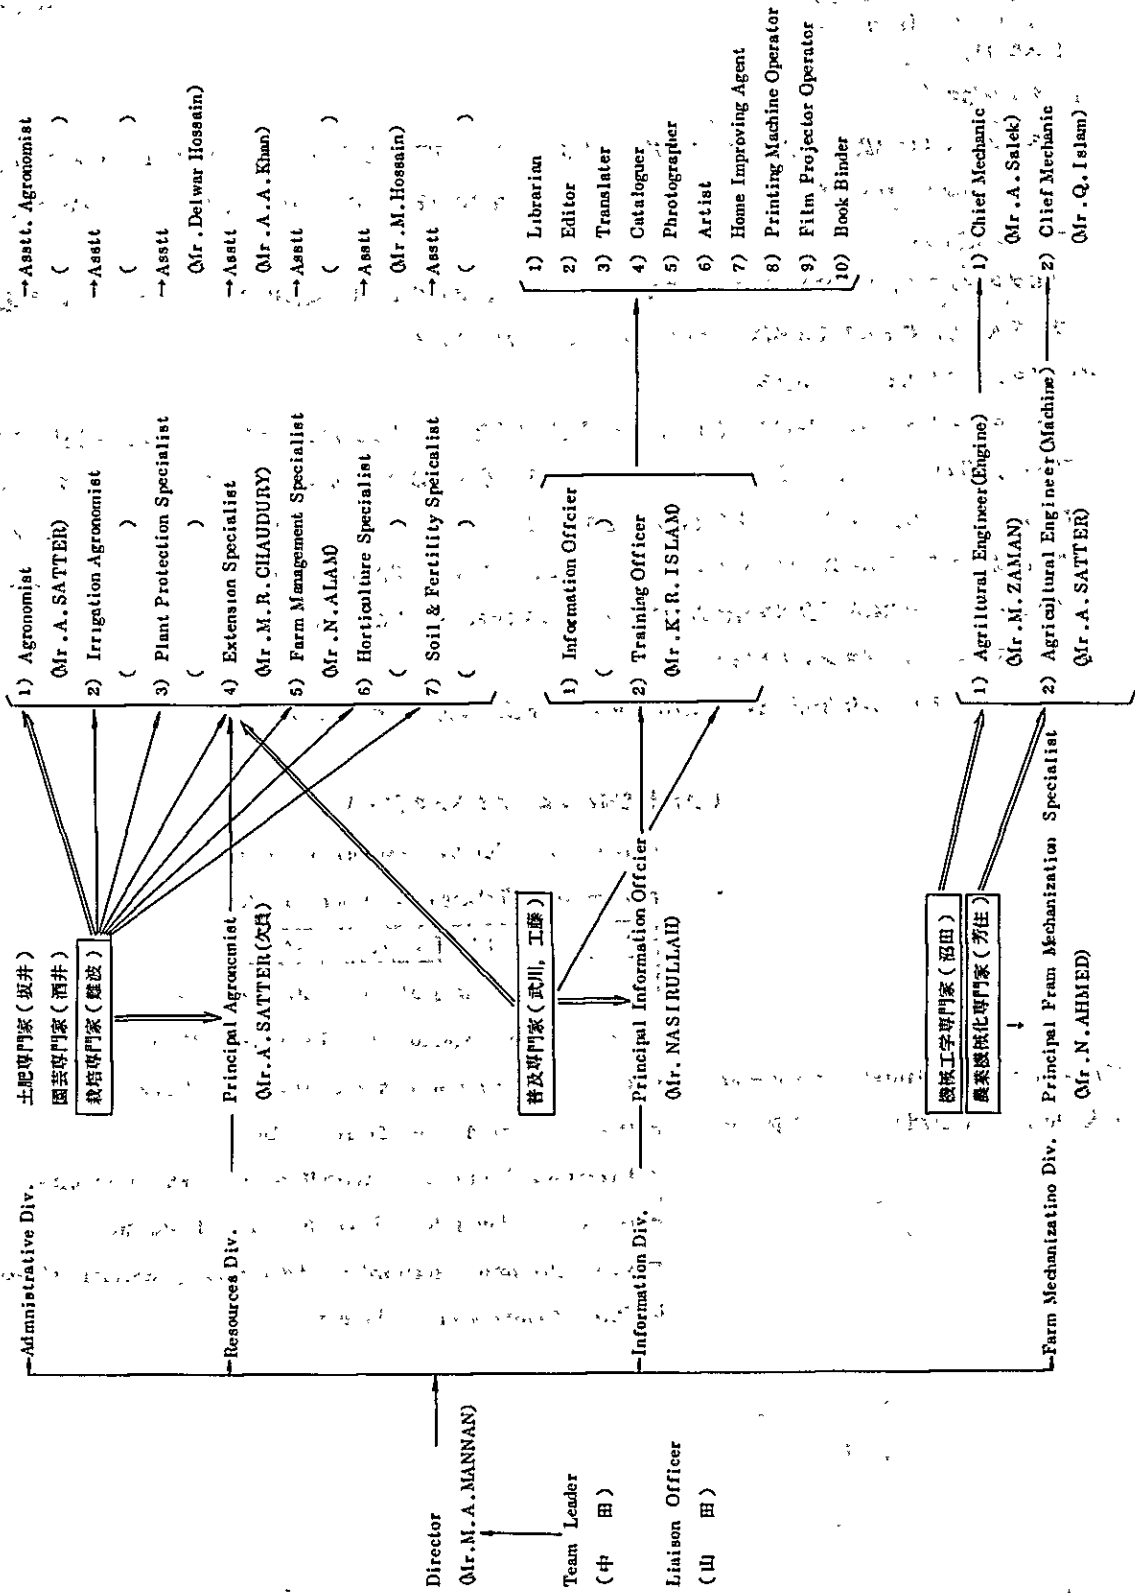 Director
(Mr.M.A.MANNAN)
Team Leader
(中 田)
Liaison Officer
(山 田)
Admnistrative Div.
Resources Div.
Information Div.
Farm Mechanizatino Div.
土肥専門家(坂井)
園芸専門家(酒井)
栽培専門家(難波)
Principal Agronomist
(Mr.A.SATTER(欠員)
普及専門家(武川, 工藤)
Principal Information Offcier
(Mr. NASIRULLAH)
機械工学専門家(沼田)
農業機械化専門家(芳住)
Principal Fram Mechanization Specialist
(Mr.N.AHMED)
1) Agronomist
(Mr.A.SATTER)
2) Irrigation Agronomist
( )
3) Plant Protection Specialist
( )
4) Extension Specialist
(Mr.M.R.CHAUDURY)
5) Farm Management Specialist
(Mr.N.ALAM)
6) Horticulture Specialist
( )
7) Soil & Fertility Speicalist
( )
1) Information Offcier
( )
2) Training Officer
(Mr.K.R.ISLAM)
1) Agriltural Engineer(Engine)
(Mr.M.ZAMAN)
2) Agricultural Engineer(Machine)
(Mr.A.SATTER)
→Asstt. Agronomist
( )
→Asstt
( )
→Asstt
(Mr.Delwar Hossain)
→Asstt
(Mr.A.A.Khan)
→Asstt
( )
→Asstt
(Mr.M.Hossain)
→Asstt
( )
1) Librarian
2) Editor
3) Translater
4) Cataloguer
5) Phrotographer
6) Artist
7) Home Improving Agent
8) Printing Machine Operator
9) Film Projector Operator
10) Book Binder
1) Chief Mechanic
(Mr.A.Salek)
2) Clief Mechanic
(Mr.Q.Islam)